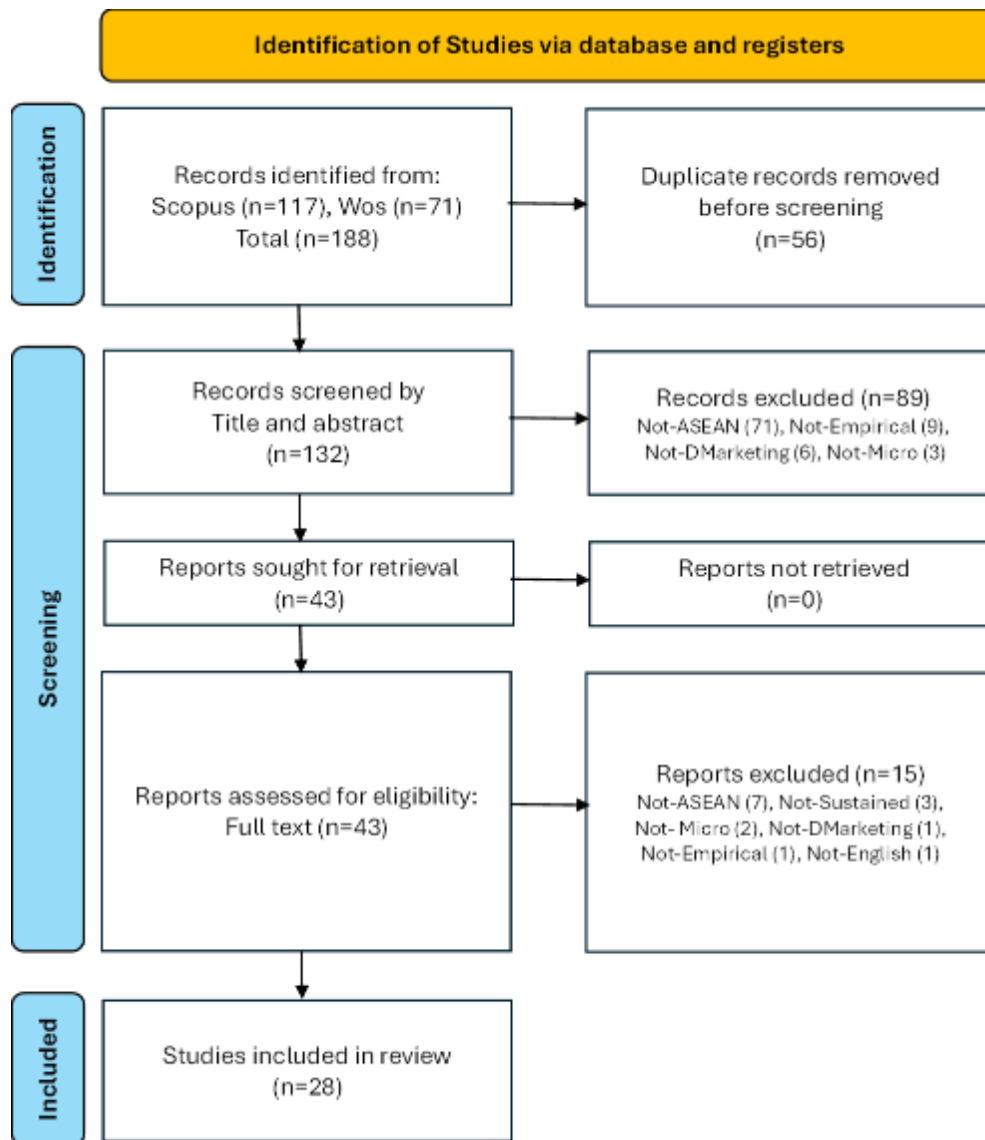 Identification of Studies via database and registers
Identification
Records identified from:
Scopus (n=117), Wos (n=71)
Total (n=188)
Duplicate records removed
before screening
(n=56)
Screening
Records screened by
Title and abstract
(n=132)
Records excluded (n=89)
Not-ASEAN (71), Not-Empirical (9),
Not-DMarketing (6), Not-Micro (3)
Reports sought for retrieval
(n=43)
Reports not retrieved
(n=0)
Reports assessed for eligibility:
Full text (n=43)
Reports excluded (n=15)
Not-ASEAN (7), Not-Sustained (3),
Not- Micro (2), Not-DMarketing (1),
Not-Empirical (1), Not-English (1)
Included
Studies included in review
(n=28)